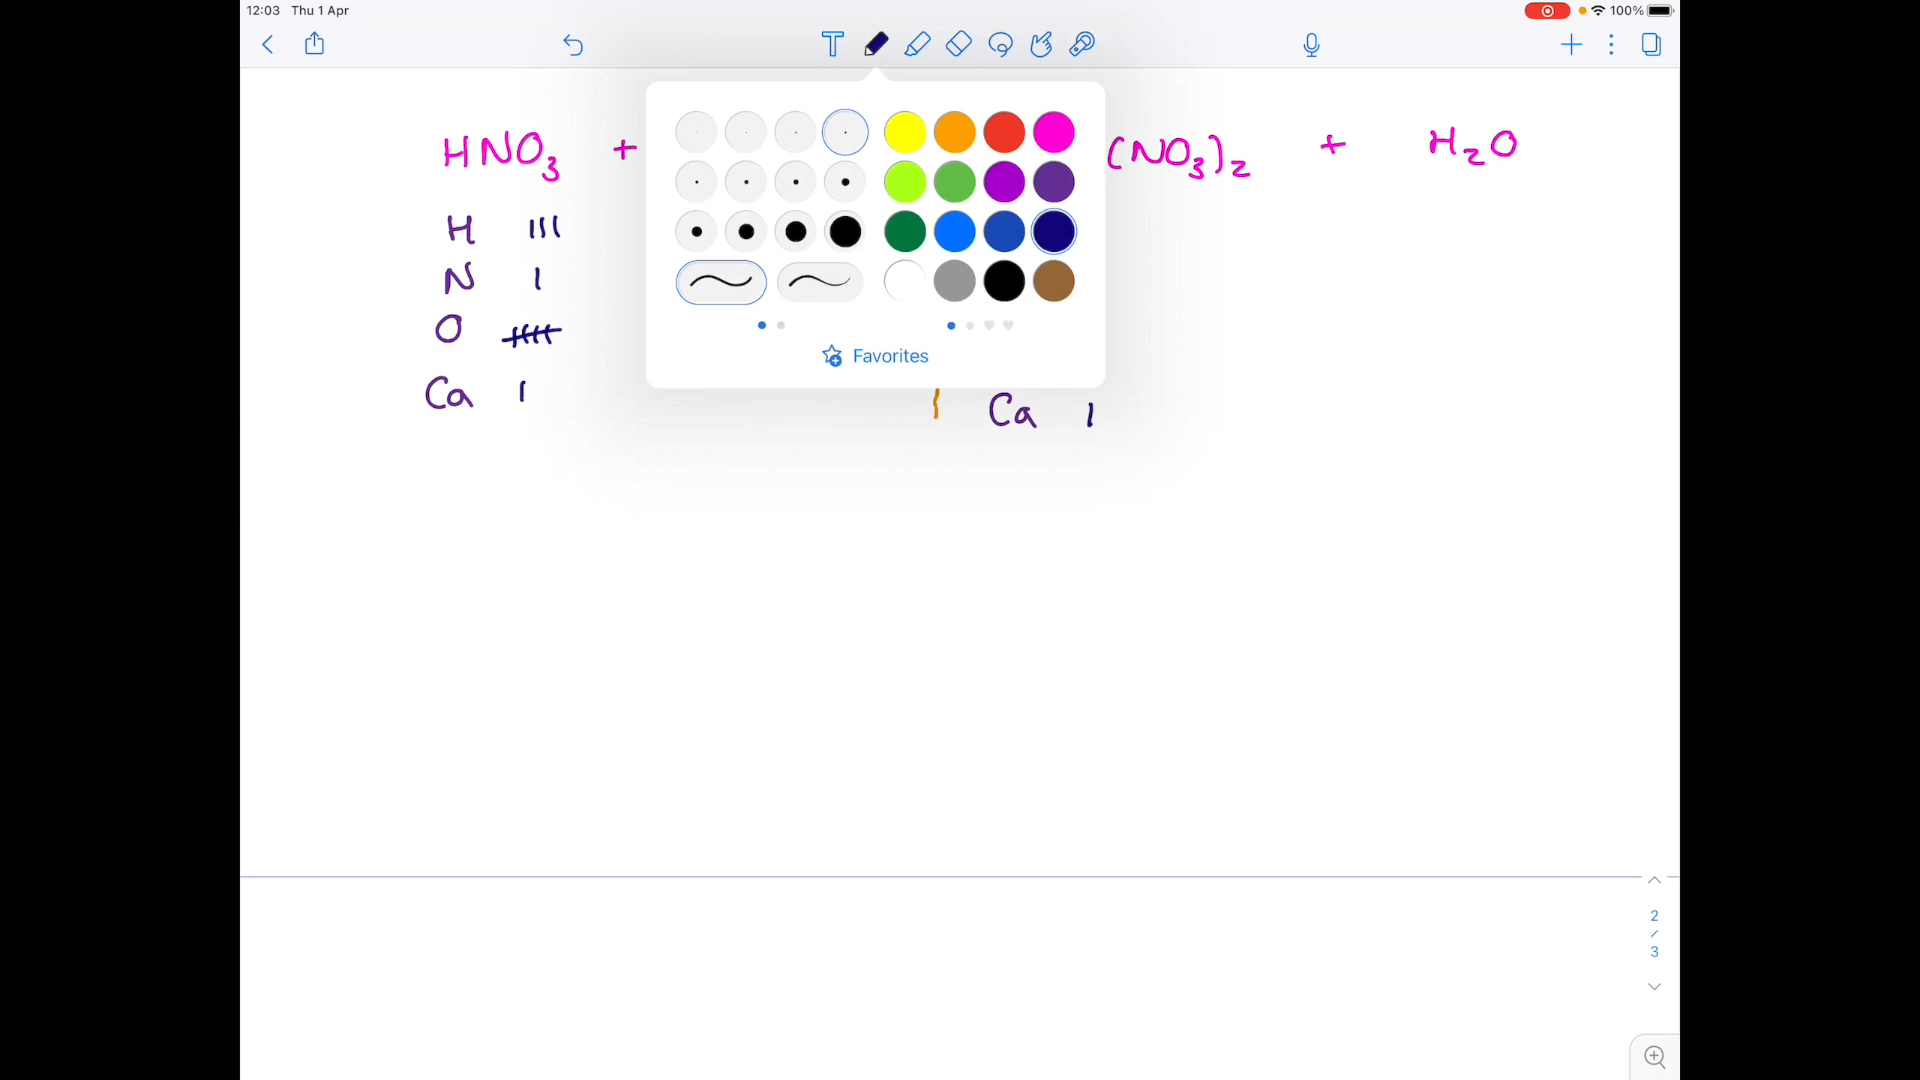 12:03 Thu 1 Apr 100%
T
HNO₃ + (NO₃)₂ + H₂O
H III
N I
O
Ca I Ca I
Favorites
2
/
3